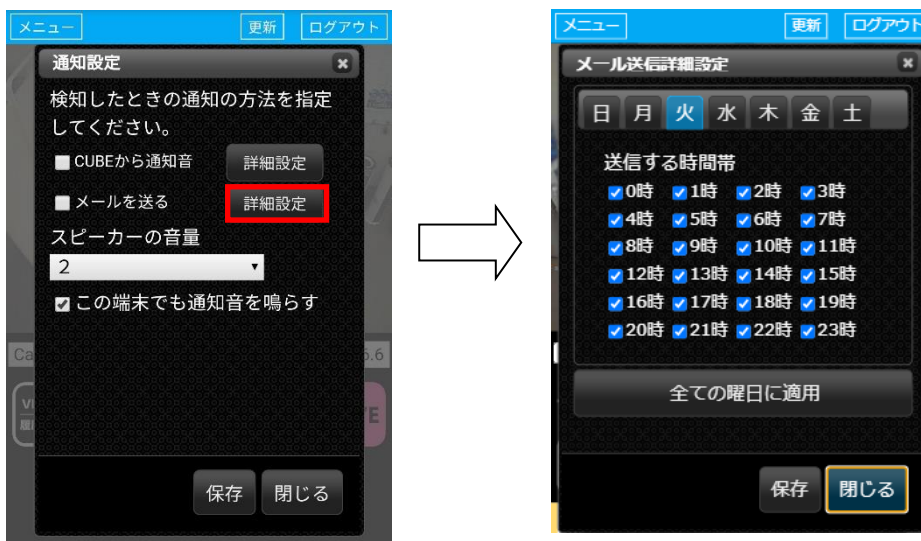 メニュー 更新 ログアウト
通知設定
検知したときの通知の方法を指定
してください。
CUBEから通知音 詳細設定
メールを送る 詳細設定
スピーカーの音量
2
この端末でも通知音を鳴らす
Ca 6.6
VI E
保存 閉じる
メニュー 更新 ログアウト
メール送信詳細設定
日 月 火 水 木 金 土
送信する時間帯
0時 1時 2時 3時
4時 5時 6時 7時
8時 9時 10時 11時
12時 13時 14時 15時
16時 17時 18時 19時
20時 21時 22時 23時
全ての曜日に適用
保存 閉じる